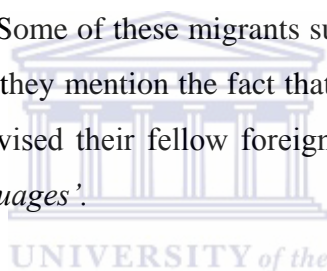 Some of these migrants su
they mention the fact that
vised their fellow foreign
uages'.
UNIVERSITY of the